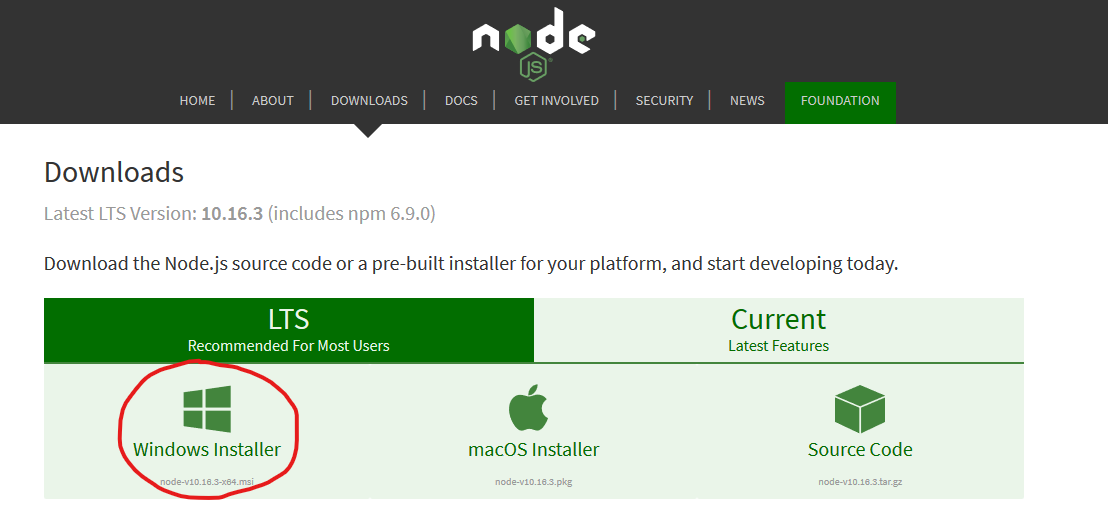 node
JS
HOME ABOUT DOWNLOADS DOCS GET INVOLVED SECURITY NEWS FOUNDATION
Downloads
Latest LTS Version: 10.16.3 (includes npm 6.9.0)
Download the Node.js source code or a pre-built installer for your platform, and start developing today.
LTS
Recommended For Most Users
Current
Latest Features
Windows Installer
node-v10.16.3-x64.msi
macOS Installer
node-v10.16.3.pkg
Source Code
node-v10.16.3.tar.gz